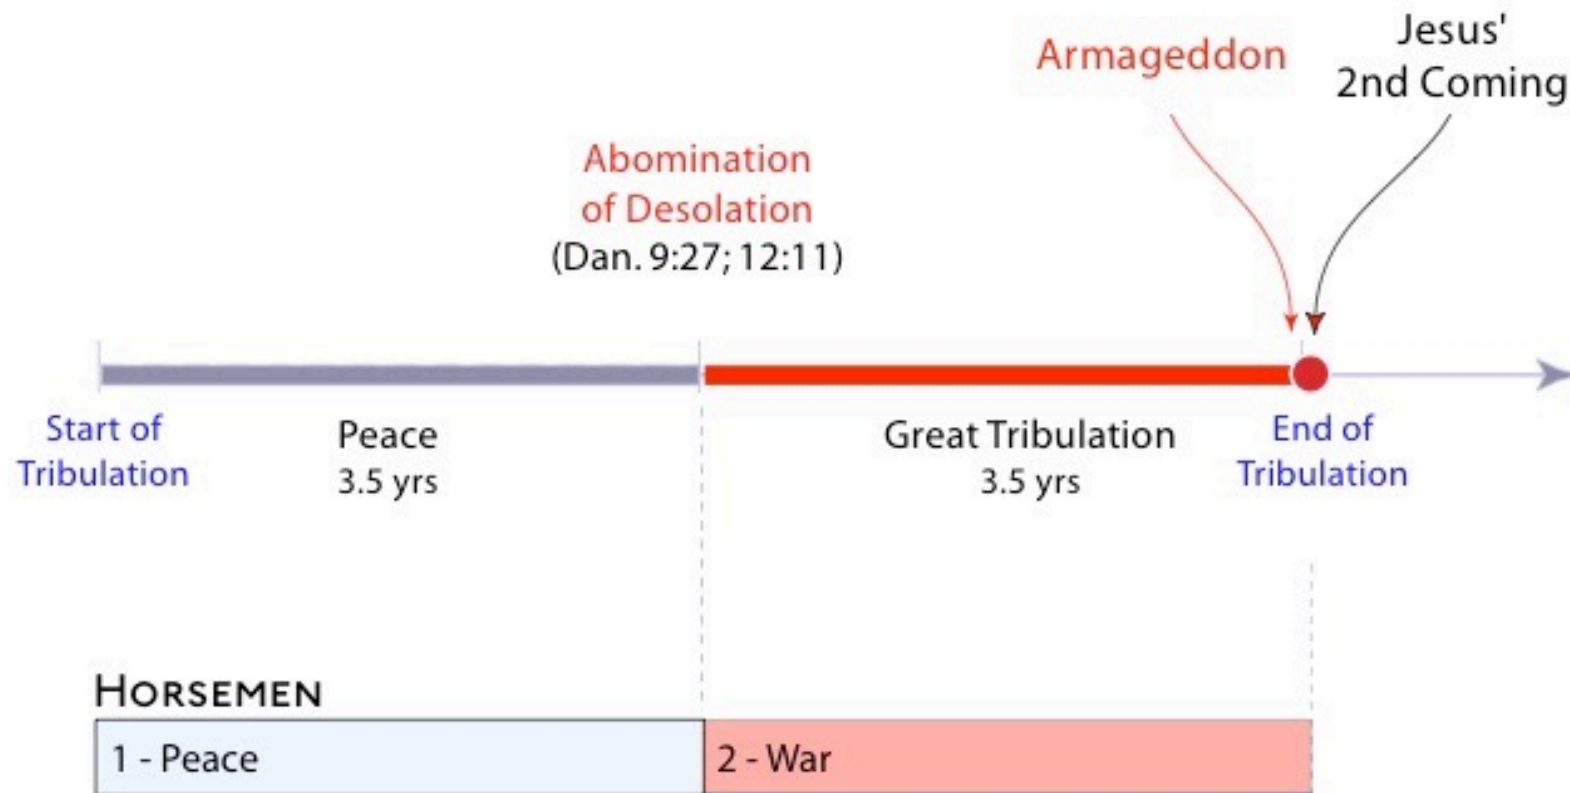 Armageddon
Jesus'
2nd Coming
Abomination
of Desolation
(Dan. 9:27; 12:11)
Start of
Tribulation
Peace
3.5 yrs
Great Tribulation
3.5 yrs
End of
Tribulation
HORSEMEN
1 - Peace
2 - War